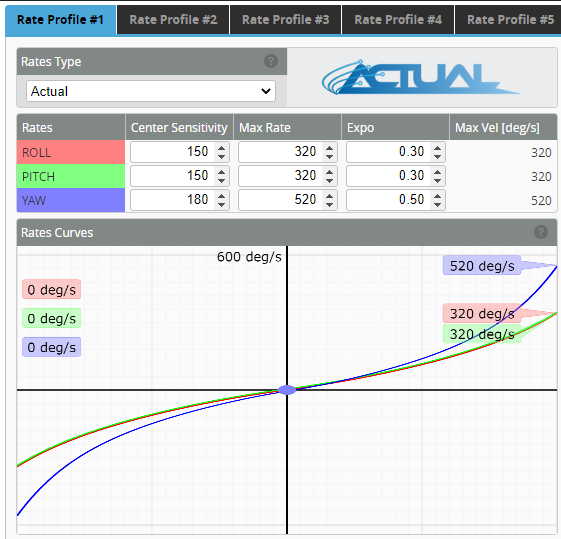 Rate Profile #1 Rate Profile #2 Rate Profile #3 Rate Profile #4 Rate Profile #5
Rates Type ?
Actual
ACTUAL
Rates Center Sensitivity Max Rate Expo Max Vel [deg/s]
ROLL 150 320 0.30 320
PITCH 150 320 0.30 320
YAW 180 520 0.50 520
Rates Curves ?
600 deg/s
520 deg/s
0 deg/s
320 deg/s
0 deg/s
320 deg/s
0 deg/s